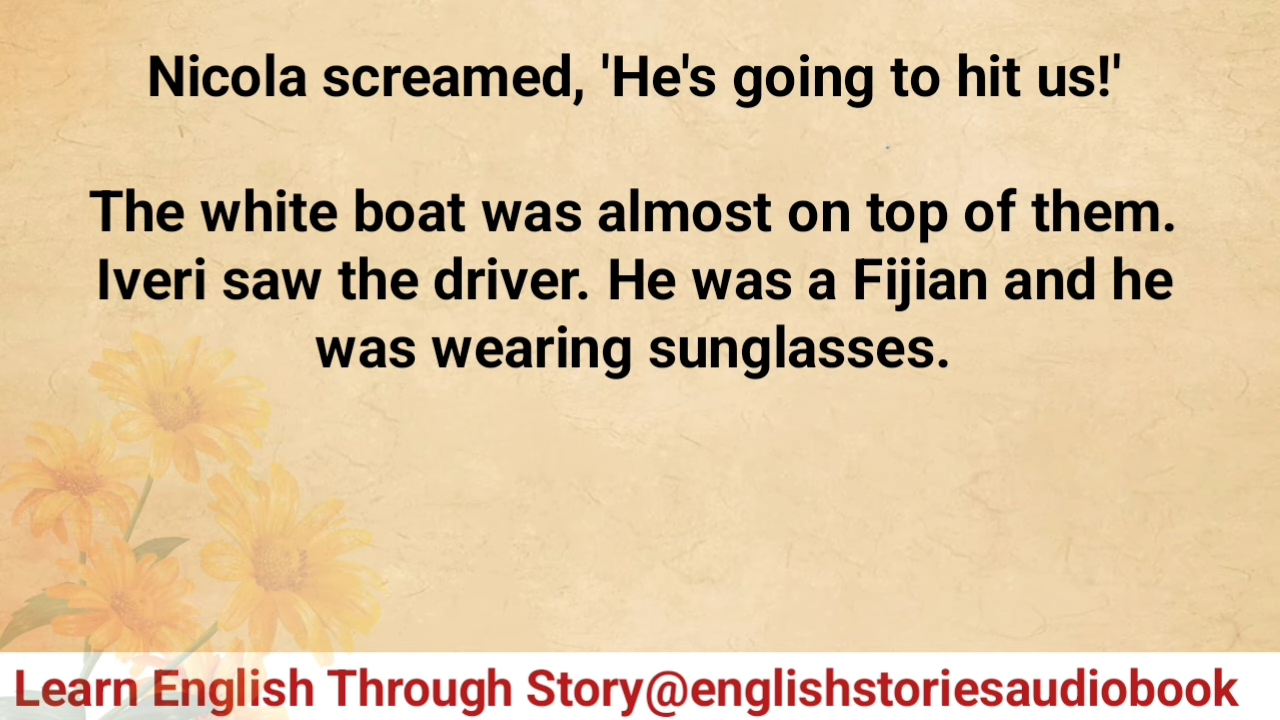 Nicola screamed, 'He's going to hit us!'
The white boat was almost on top of them.
Iveri saw the driver. He was a Fijian and he
was wearing sunglasses.
Learn English Through Story@englishstoriesaudiobook